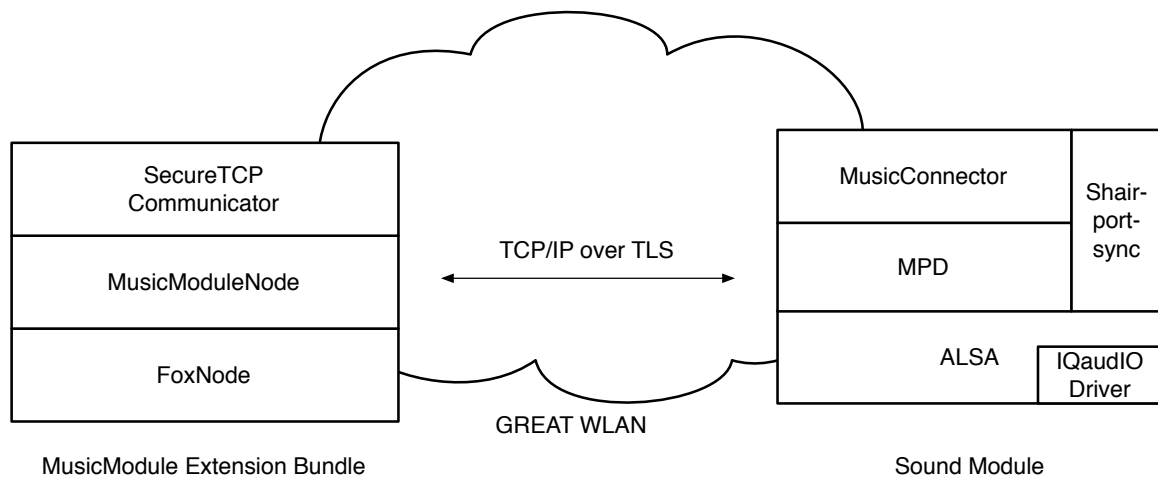 SecureTCP
Communicator
MusicModuleNode
FoxNode
MusicModule Extension Bundle
TCP/IP over TLS
GREAT WLAN
MusicConnector
MPD
Shair-
port-
sync
ALSA
IQaudIO
Driver
Sound Module